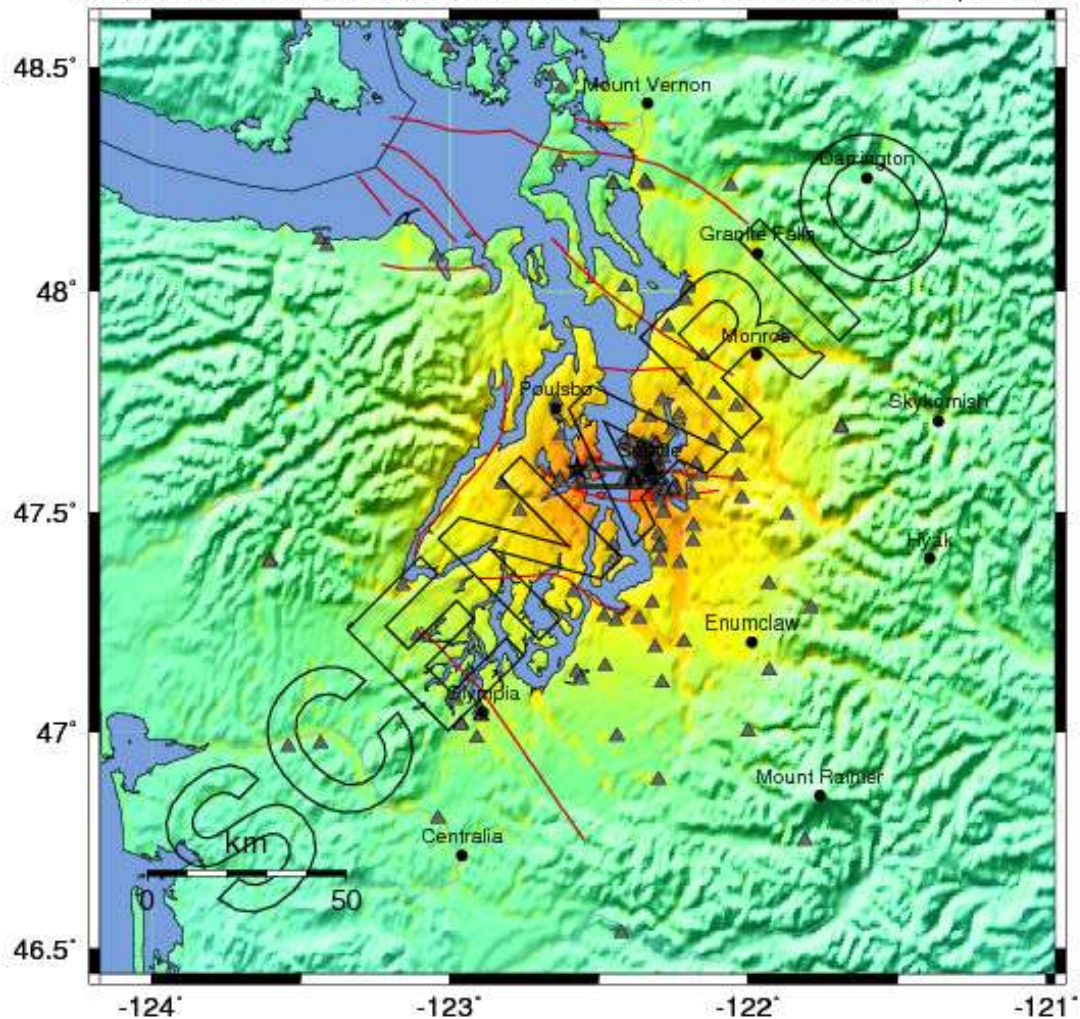 48.5°
Mount Vernon
Darrington
Granite Falls
48°
Monroe
Poulsbo
Skykomish
Seattle
47.5°
Hyak
Enumclaw
Olympia
47°
Mount Rainier
Centralia
km
0 50
46.5°
-124° -123° -122° -121°
SCENARIO